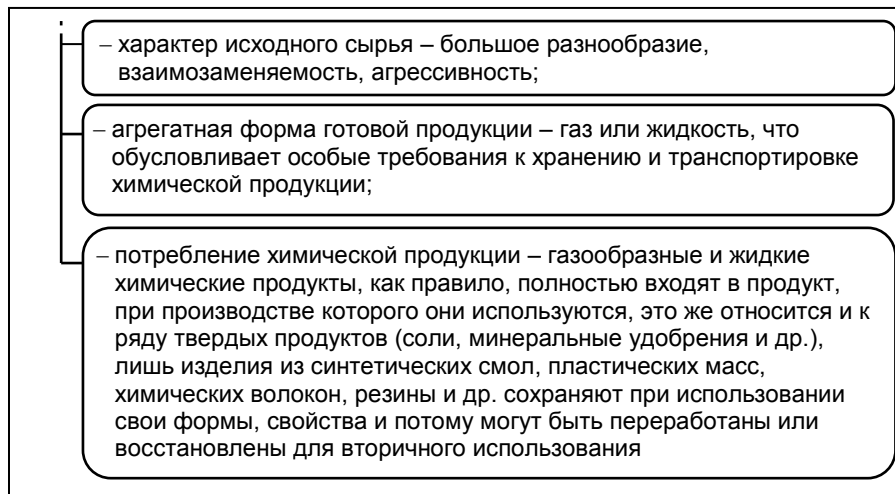 – характер исходного сырья – большое разнообразие,
взаимозаменяемость, агрессивность;
– агрегатная форма готовой продукции – газ или жидкость, что
обусловливает особые требования к хранению и транспортировке
химической продукции;
– потребление химической продукции – газообразные и жидкие
химические продукты, как правило, полностью входят в продукт,
при производстве которого они используются, это же относится и к
ряду твердых продуктов (соли, минеральные удобрения и др.),
лишь изделия из синтетических смол, пластических масс,
химических волокон, резины и др. сохраняют при использовании
свои формы, свойства и потому могут быть переработаны или
восстановлены для вторичного использования